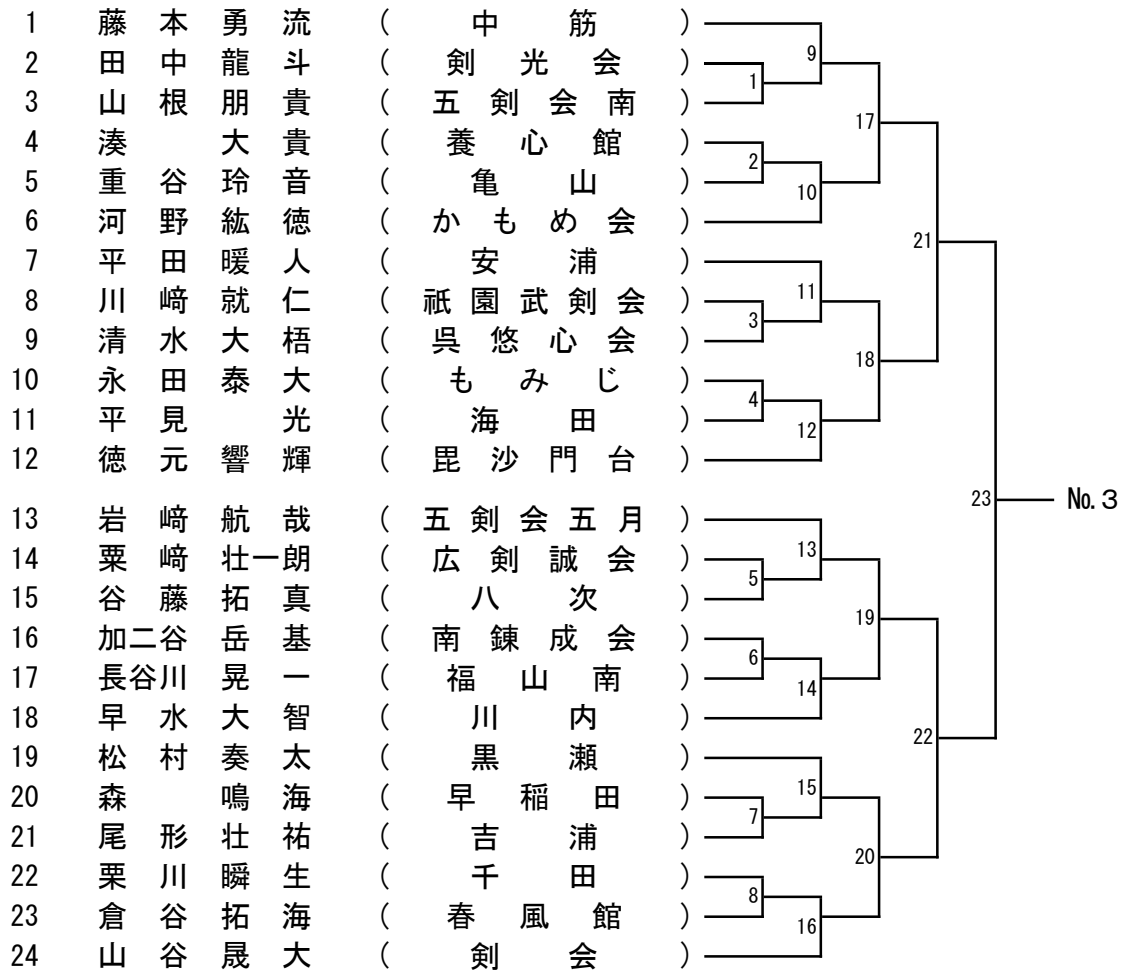 1 藤本勇流 ( 中筋 )
9
2 田中龍斗 ( 剣光会 )
1
3 山根朋貴 ( 五剣会南 )
17
4 湊大貴 ( 養心館 )
2
5 重谷玲音 ( 亀山 )
10
6 河野紘徳 ( かもめ会 )
21
7 平田暖人 ( 安浦 )
11
8 川﨑就仁 ( 祇園武剣会 )
3
9 清水大梧 ( 呉悠心会 )
18
10 永田泰大 ( もみじ )
4
11 平見光 ( 海田 )
12
12 徳元響輝 ( 毘沙門台 )
23 №3
13 岩﨑航哉 ( 五剣会五月 )
13
14 粟﨑壮一朗 ( 広剣誠会 )
5
15 谷藤拓真 ( 八次 )
19
16 加二谷岳基 ( 南錬成会 )
6
17 長谷川晃一 ( 福山南 )
14
18 早水大智 ( 川内 )
22
19 松村奏太 ( 黒瀬 )
15
20 森鳴海 ( 早稲田 )
7
21 尾形壮祐 ( 吉浦 )
20
22 栗川瞬生 ( 千田 )
8
23 倉谷拓海 ( 春風館 )
16
24 山谷晟大 ( 剣会 )